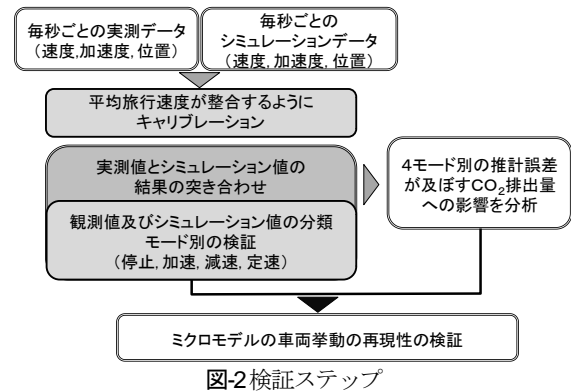 毎秒ごとの実測データ
（速度,加速度,位置）
毎秒ごとの
シミュレーションデータ
（速度,加速度,位置）
平均旅行速度が整合するように
キャリブレーション
実測値とシミュレーション値の
結果の突き合わせ
観測値及びシミュレーション値の分類
モード別の検証
（停止,加速,減速,定速）
4モード別の推計誤差
が及ぼすCO₂排出量
への影響を分析
ミクロモデルの車両挙動の再現性の検証
図-2 検証ステップ